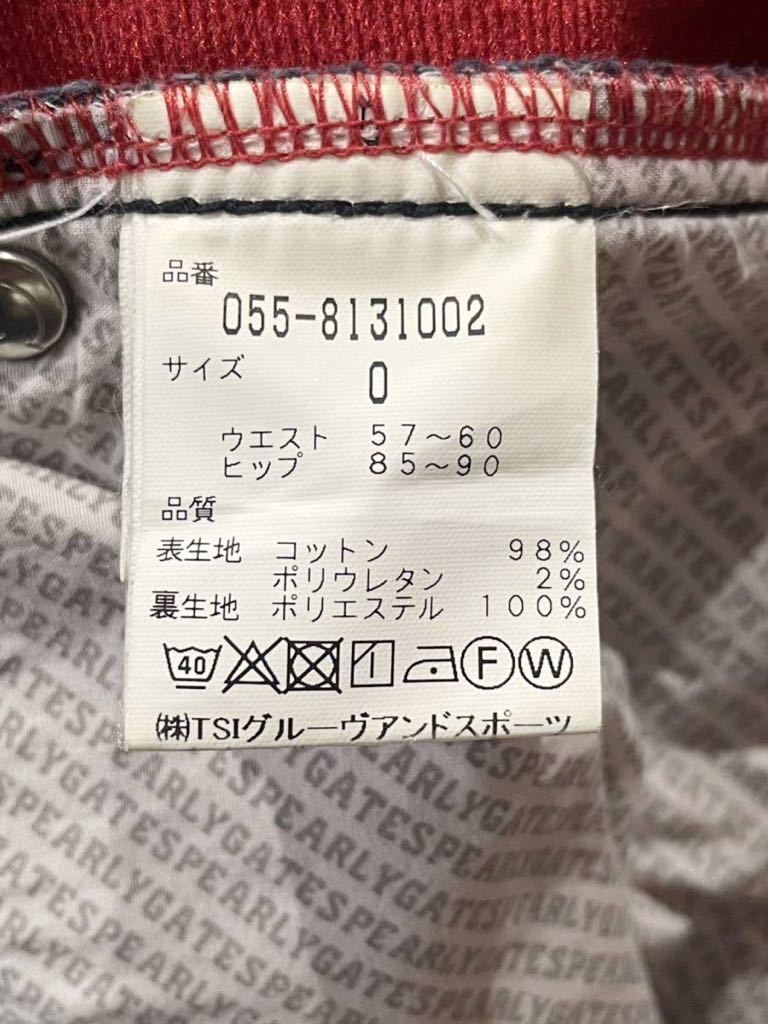 品番
055-8131002
サイズ 0
ウエスト 57〜60
ヒップ 85〜90
品質
表生地 コットン 98%
ポリウレタン 2%
裏生地 ポリエステル 100%
40 F W
㈱TSIグルーヴアンドスポーツ
PEARLYGATESPEARLYGATES